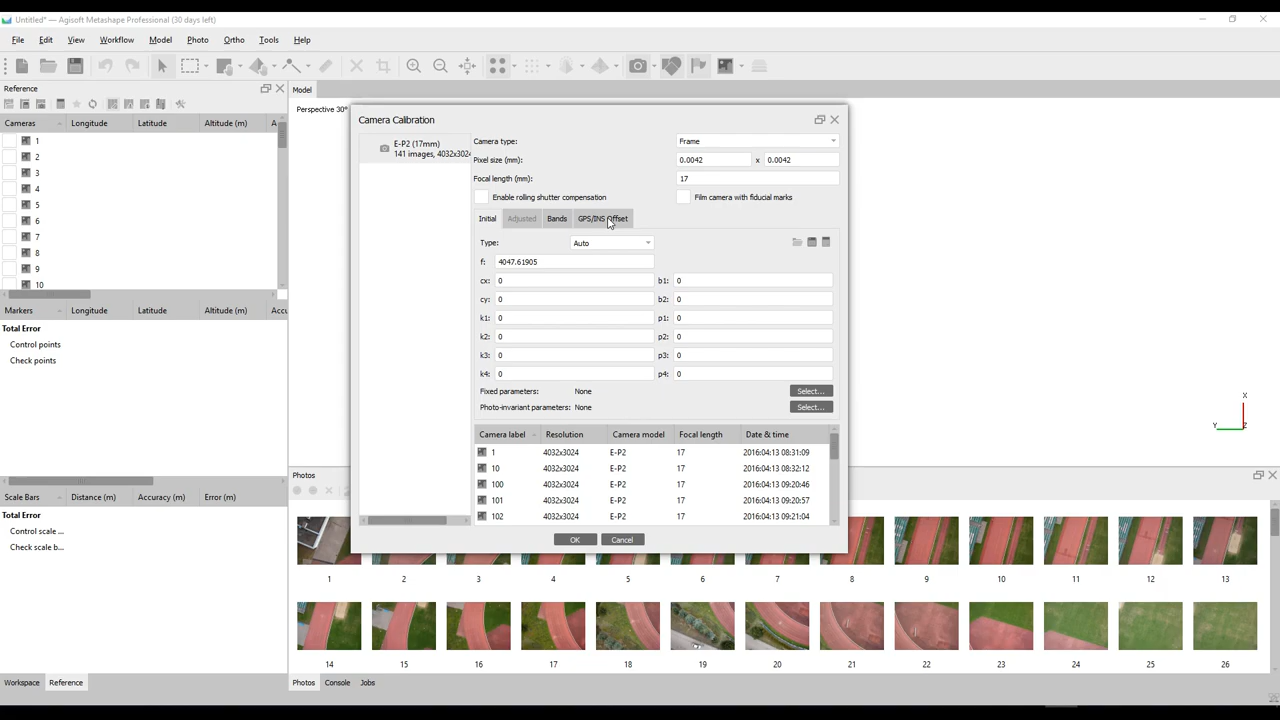 Untitled* — Agisoft Metashape Professional (30 days left)
File Edit View Workflow Model Photo Ortho Tools Help
Reference
Cameras Longitude Latitude Altitude (m) A
1
2
3
4
5
6
7
8
9
10
Markers Longitude Latitude Altitude (m) Accu
Total Error
Control points
Check points
Scale Bars Distance (m) Accuracy (m) Error (m)
Total Error
Control scale ...
Check scale b...
Workspace Reference
Model
Perspective 30°
Camera Calibration
E-P2 (17mm)
141 images, 4032x3024
Camera type: Frame
Pixel size (mm): 0.0042 x 0.0042
Focal length (mm): 17
Enable rolling shutter compensation Film camera with fiducial marks
Initial Adjusted Bands GPS/INS Offset
Type: Auto
f: 4047.61905
cx: 0 b1: 0
cy: 0 b2: 0
k1: 0 p1: 0
k2: 0 p2: 0
k3: 0 p3: 0
k4: 0 p4: 0
Fixed parameters: None Select...
Photo-invariant parameters: None Select...
Camera label Resolution Camera model Focal length Date & time
1 4032x3024 E-P2 17 2016:04:13 08:31:09
10 4032x3024 E-P2 17 2016:04:13 08:32:12
100 4032x3024 E-P2 17 2016:04:13 09:20:46
101 4032x3024 E-P2 17 2016:04:13 09:20:57
102 4032x3024 E-P2 17 2016:04:13 09:21:04
OK Cancel
X
Y Z
Photos
1 2 3 4 5 6 7 8 9 10 11 12 13
14 15 16 17 18 19 20 21 22 23 24 25 26
Photos Console Jobs